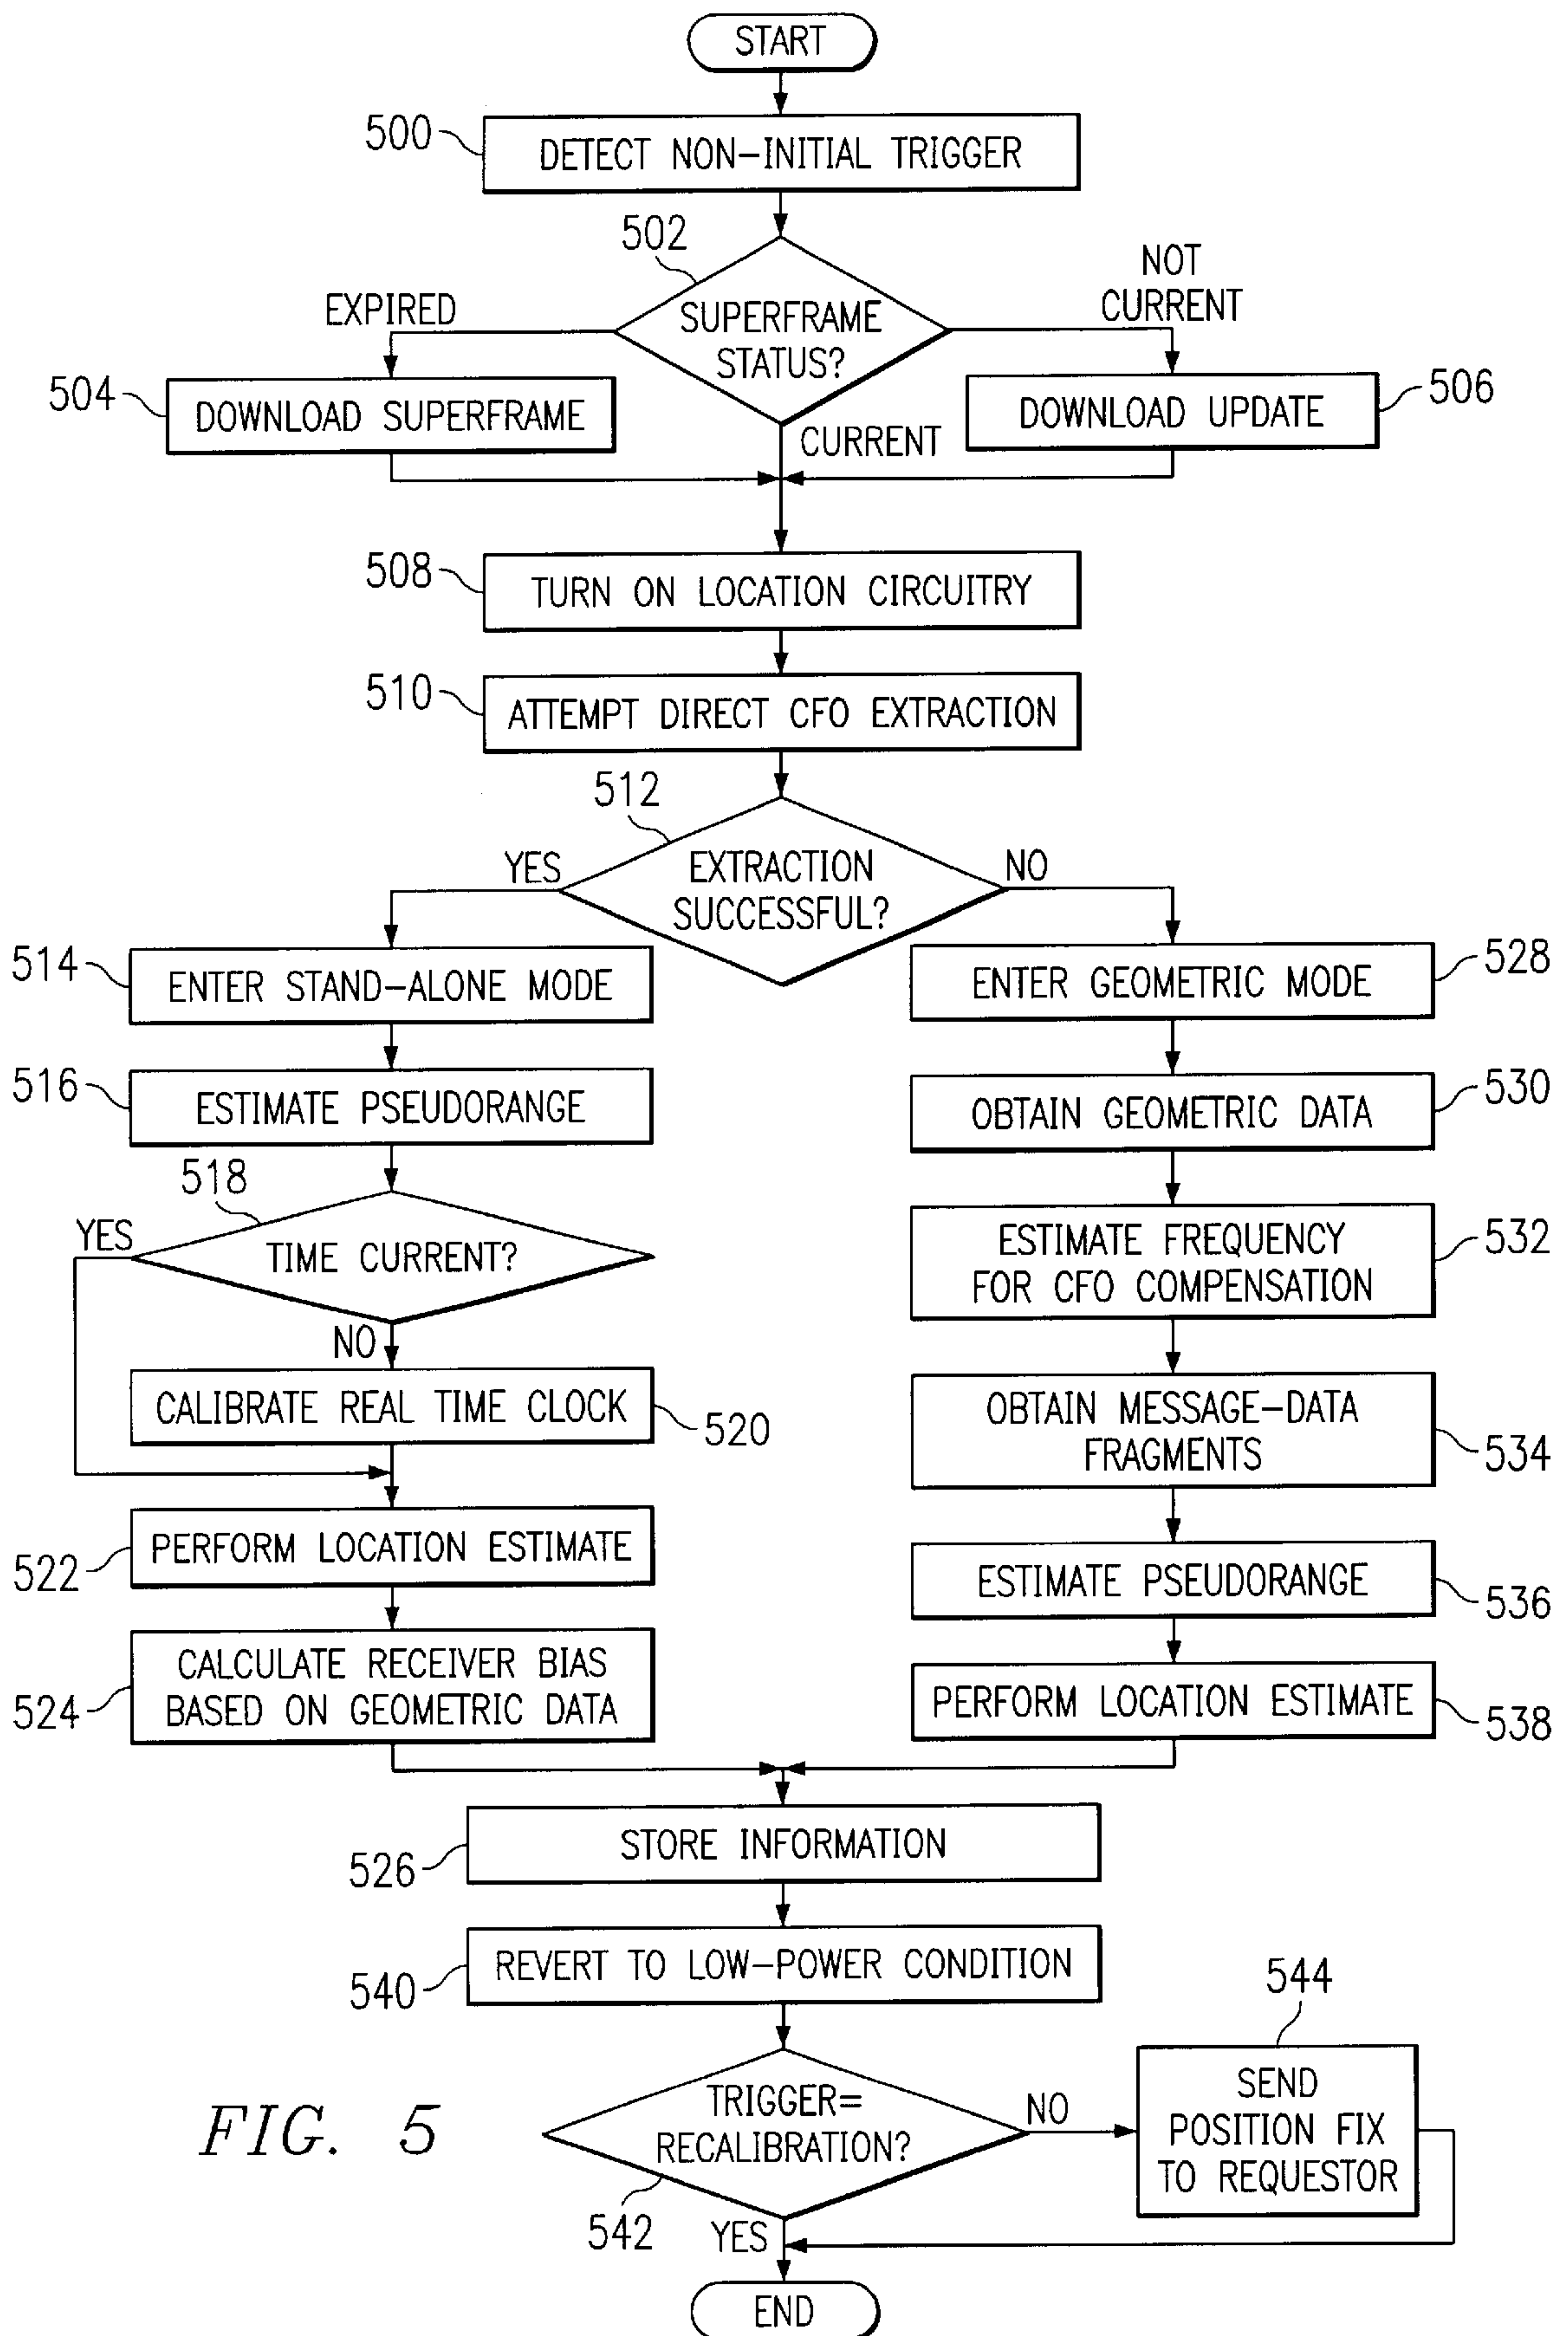 START
500
DETECT NON-INITIAL TRIGGER
502
EXPIRED
SUPERFRAME
STATUS?
NOT
CURRENT
504
DOWNLOAD SUPERFRAME
CURRENT
DOWNLOAD UPDATE
506
508
TURN ON LOCATION CIRCUITRY
510
ATTEMPT DIRECT CFO EXTRACTION
512
YES
EXTRACTION
SUCCESSFUL?
NO
514
ENTER STAND-ALONE MODE
516
ESTIMATE PSEUDORANGE
518
YES
TIME CURRENT?
NO
CALIBRATE REAL TIME CLOCK
520
522
PERFORM LOCATION ESTIMATE
524
CALCULATE RECEIVER BIAS
BASED ON GEOMETRIC DATA
ENTER GEOMETRIC MODE
528
OBTAIN GEOMETRIC DATA
530
ESTIMATE FREQUENCY
FOR CFO COMPENSATION
532
OBTAIN MESSAGE-DATA
FRAGMENTS
534
ESTIMATE PSEUDORANGE
536
PERFORM LOCATION ESTIMATE
538
STORE INFORMATION
526
REVERT TO LOW-POWER CONDITION
540
TRIGGER=
RECALIBRATION?
542
NO
544
SEND
POSITION FIX
TO REQUESTOR
YES
END
FIG. 5